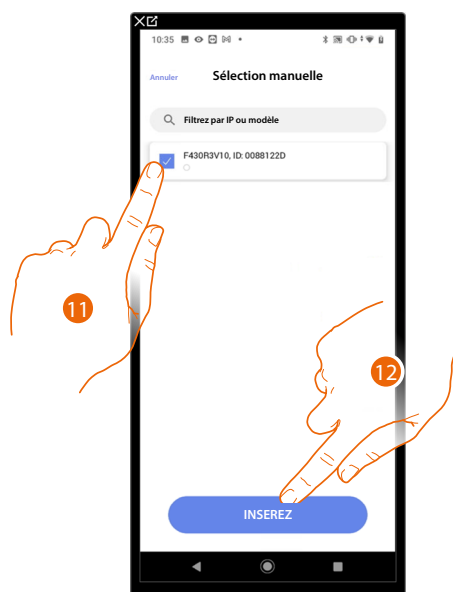 10:35
Annuler
Sélection manuelle
Filtrez par IP ou modèle
F430R3V10, ID: 0088122D
11
12
INSEREZ